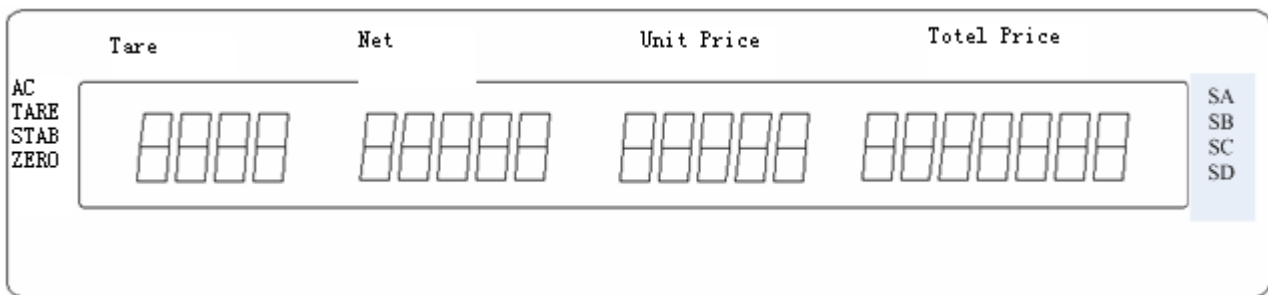 Tare Net Unit Price Totel Price
AC
TARE
STAB
ZERO
SA
SB
SC
SD